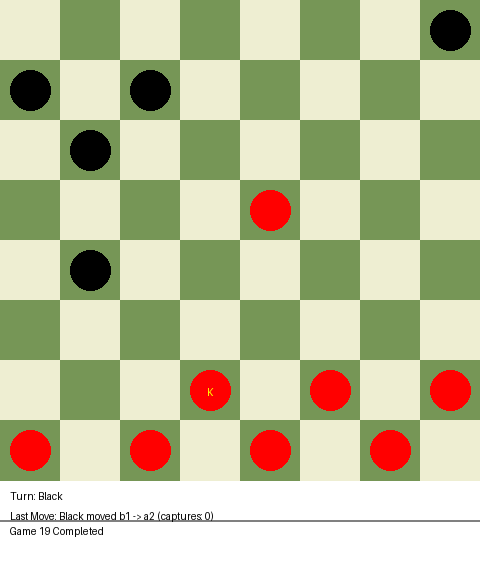 K
Turn: Black
Last Move: Black moved b1 -> a2 (captures: 0)
Game 19 Completed